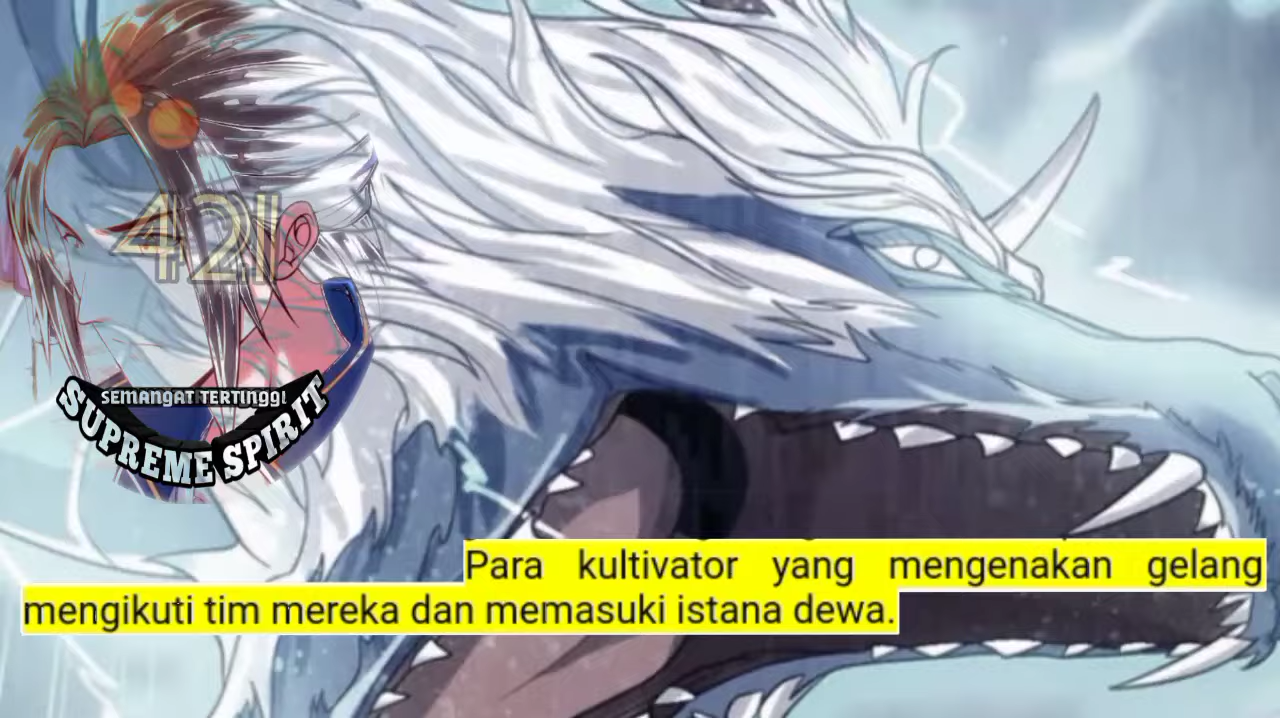 421
SEMANGAT TERTINGGI
SUPREME SPIRIT
Para kultivator yang mengenakan gelang
mengikuti tim mereka dan memasuki istana dewa.